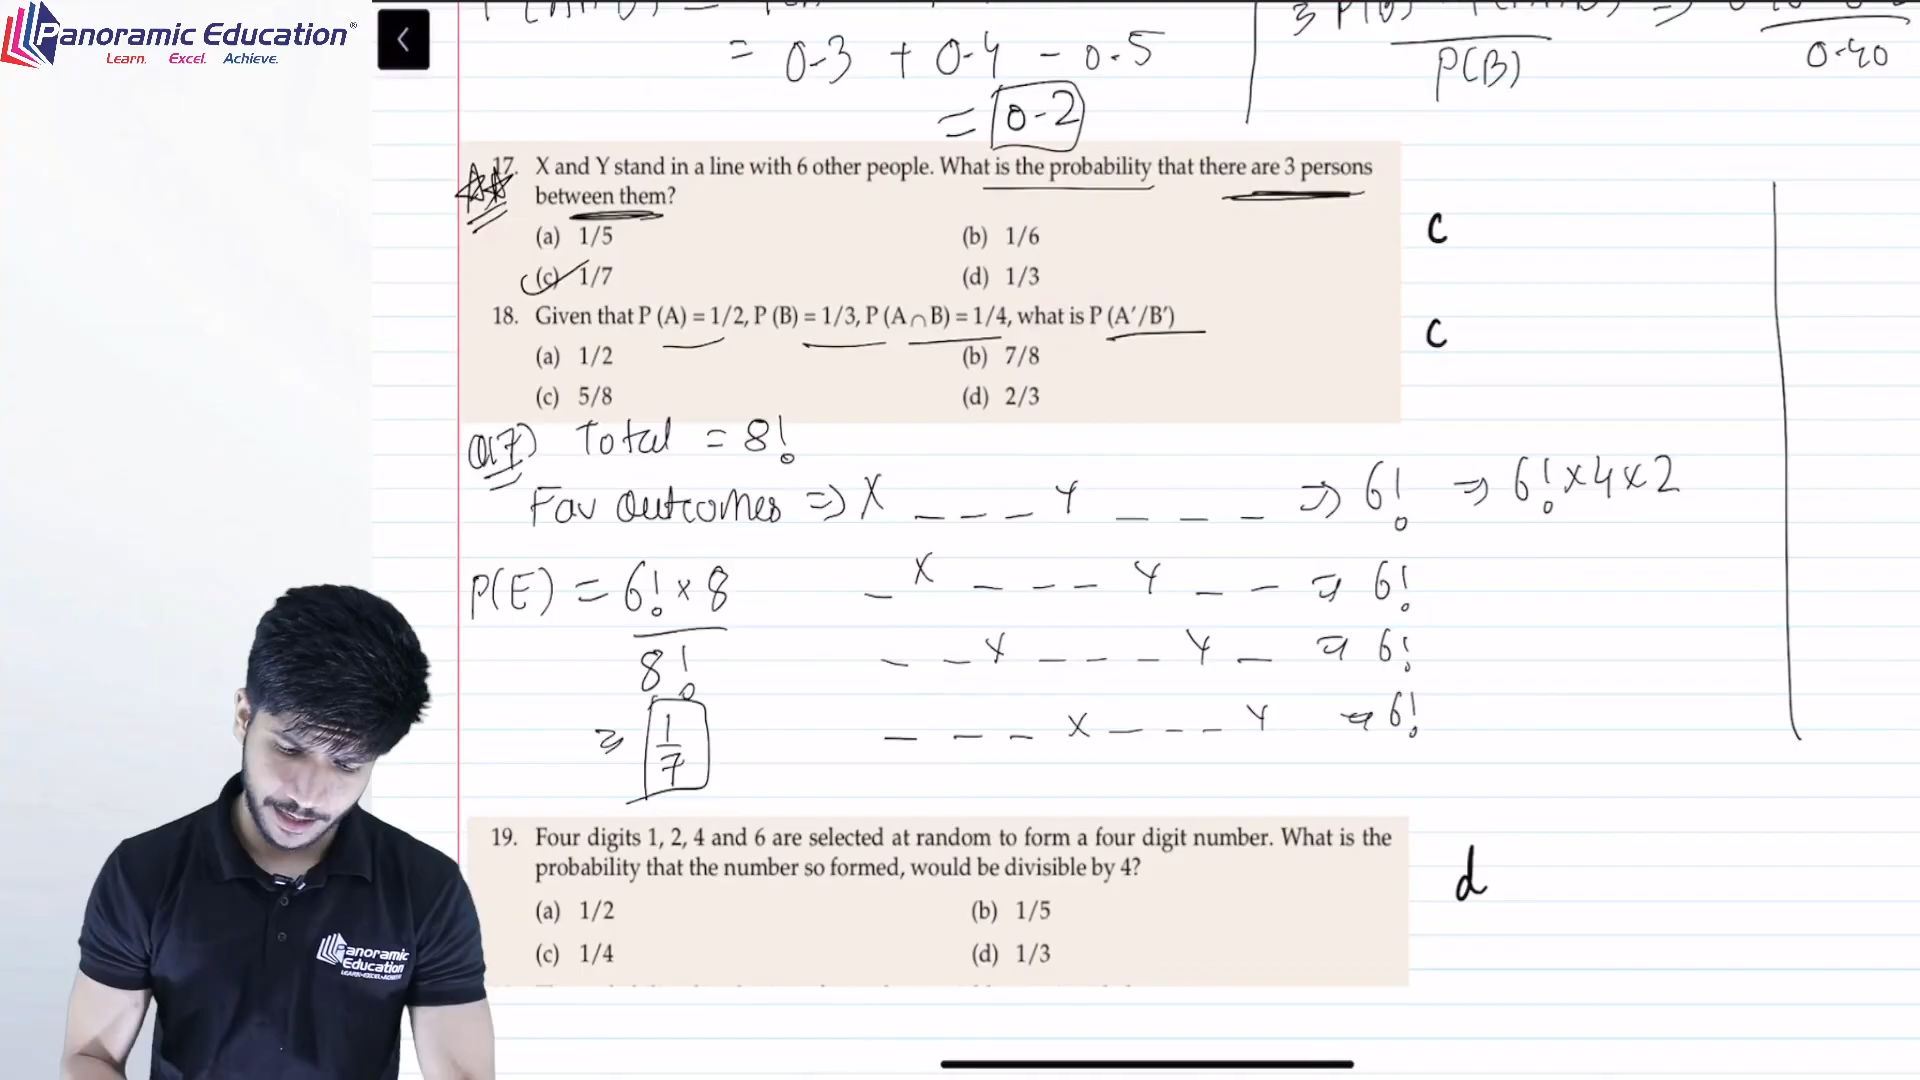 Panoramic Education®
Learn. Excel. Achieve.
= 0.3 + 0.4 - 0.5
P(B)
0.40
= 0.2
17. X and Y stand in a line with 6 other people. What is the probability that there are 3 persons
between them?
(a) 1/5 (b) 1/6
(c) 1/7 (d) 1/3
C
18. Given that P (A) = 1/2, P (B) = 1/3, P (A∩B) = 1/4, what is P (A′/B′)
(a) 1/2 (b) 7/8
(c) 5/8 (d) 2/3
C
Q17) Total = 8!
Fav outcomes => X _ _ _ Y _ _ _ => 6! => 6! x 4 x 2
P(E) = 6! x 8
8!
_ X _ _ _ Y _ _ => 6!
_ _ X _ _ _ Y _ => 6!
_ _ _ X _ _ _ Y => 6!
=> 1
7
19. Four digits 1, 2, 4 and 6 are selected at random to form a four digit number. What is the
probability that the number so formed, would be divisible by 4?
(a) 1/2 (b) 1/5
(c) 1/4 (d) 1/3
d
Panoramic
Education